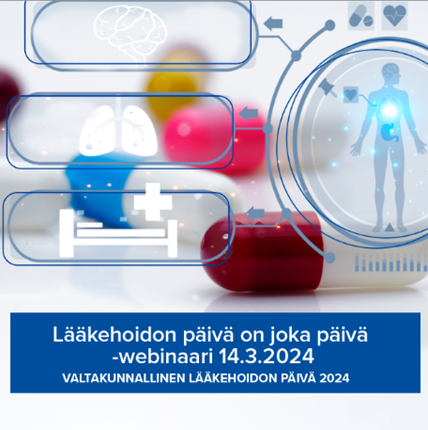 Lääkehoidon päivä on joka päivä
-webinaari 14.3.2024
VALTAKUNNALLINEN LÄÄKEHOIDON PÄIVÄ 2024